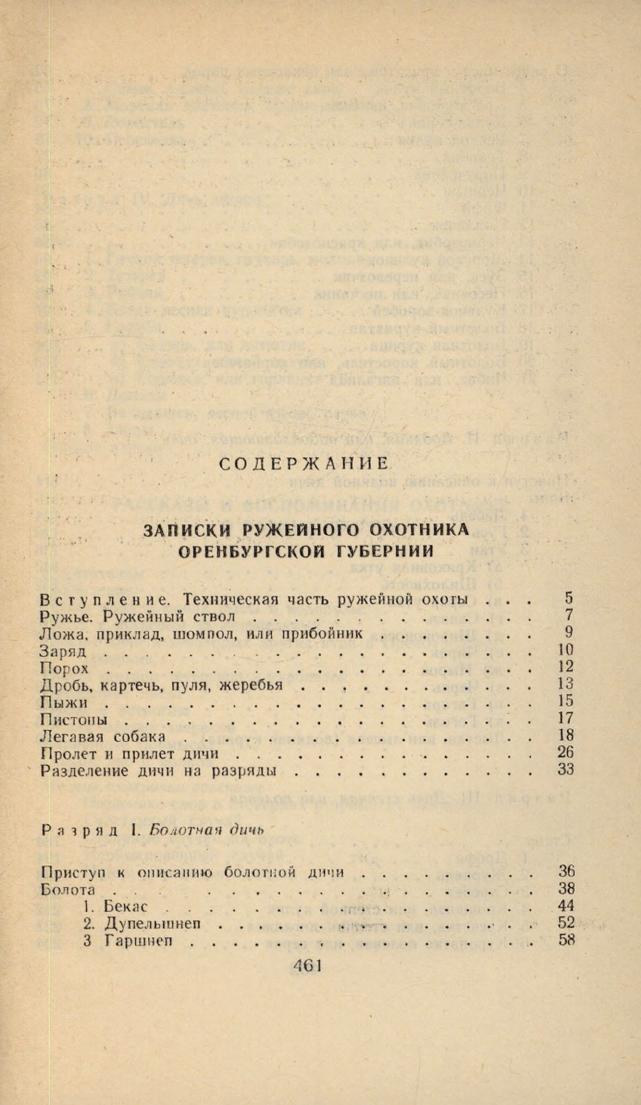 СОДЕРЖАНИЕ
ЗАПИСКИ РУЖЕЙНОГО ОХОТНИКА
ОРЕНБУРГСКОЙ ГУБЕРНИИ
Вступление. Техническая часть ружейной охоты . . . 5
Ружье. Ружейный ствол . . . . . . . . . . . . . . 7
Ложа, приклад, шомпол, или прибойник . . . . . . . . 9
Заряд . . . . . . . . . . . . . . . . . . . . . . 10
Порох . . . . . . . . . . . . . . . . . . . . . . 12
Дробь, картечь, пуля, жеребья . . . . . . . . . . . 13
Пыжи . . . . . . . . . . . . . . . . . . . . . . 15
Пистоны . . . . . . . . . . . . . . . . . . . . . 17
Легавая собака . . . . . . . . . . . . . . . . . . 18
Пролет и прилет дичи . . . . . . . . . . . . . . . 26
Разделение дичи на разряды . . . . . . . . . . . . 33
Разряд I. Болотная дичь
Приступ к описанию болотной дичи . . . . . . . . . 36
Болота . . . . . . . . . . . . . . . . . . . . . 38
1. Бекас . . . . . . . . . . . . . . . . . . . 44
2. Дупельшнеп . . . . . . . . . . . . . . . . . 52
3 Гаршнеп . . . . . . . . . . . . . . . . . . 58
461